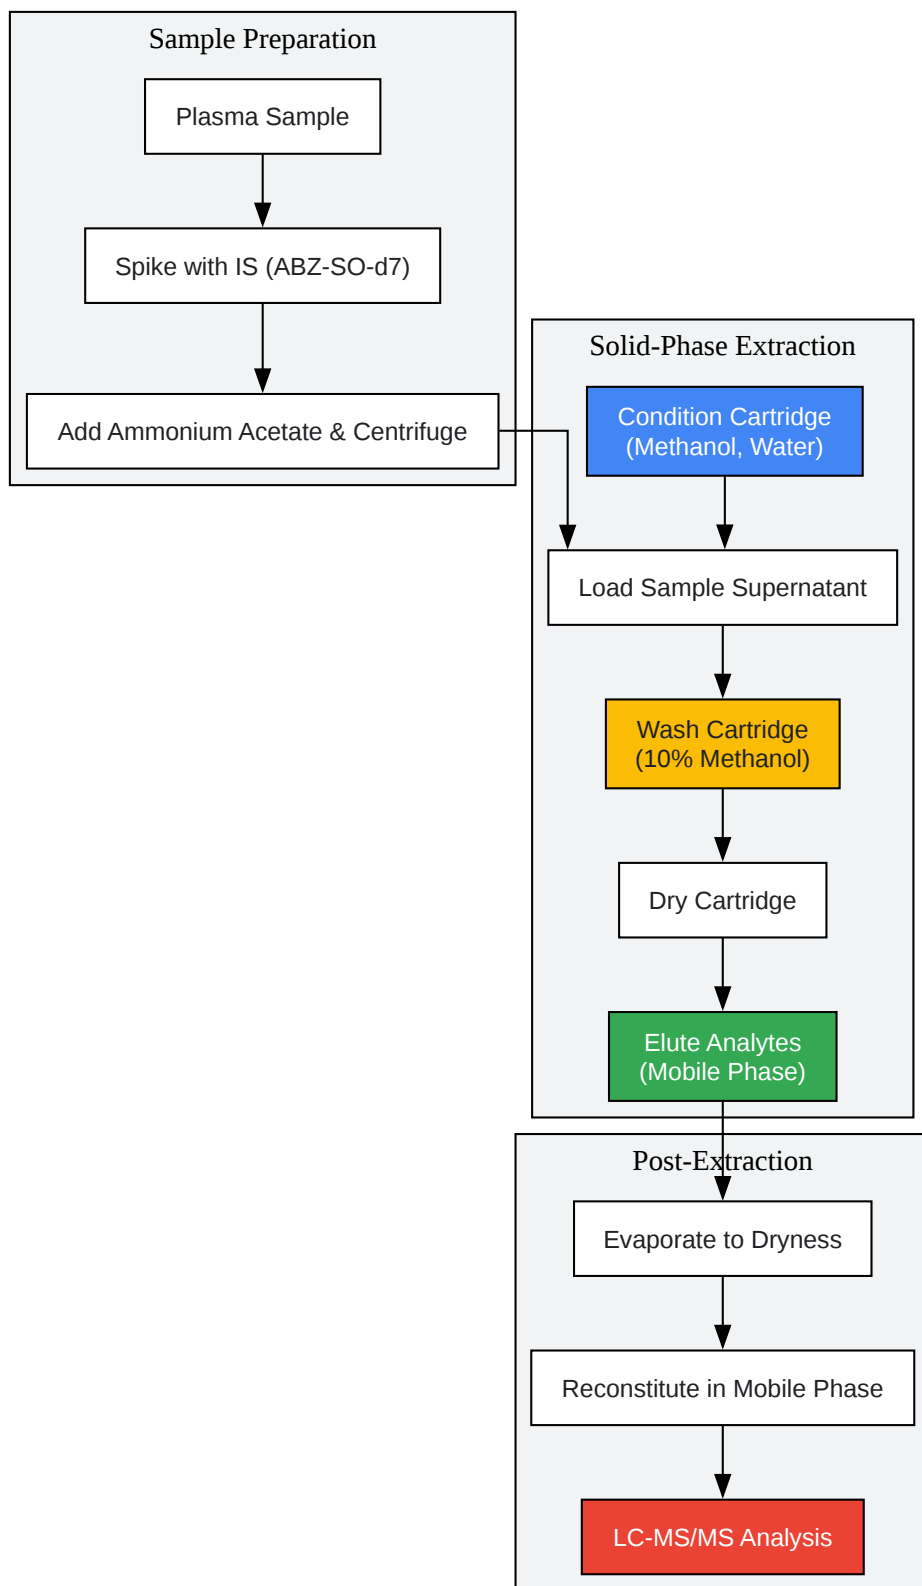 Sample Preparation
Plasma Sample
Spike with IS (ABZ-SO-d7)
Add Ammonium Acetate & Centrifuge
Solid-Phase Extraction
Condition Cartridge
(Methanol, Water)
Load Sample Supernatant
Wash Cartridge
(10% Methanol)
Dry Cartridge
Elute Analytes
(Mobile Phase)
Post-Extraction
Evaporate to Dryness
Reconstitute in Mobile Phase
LC-MS/MS Analysis